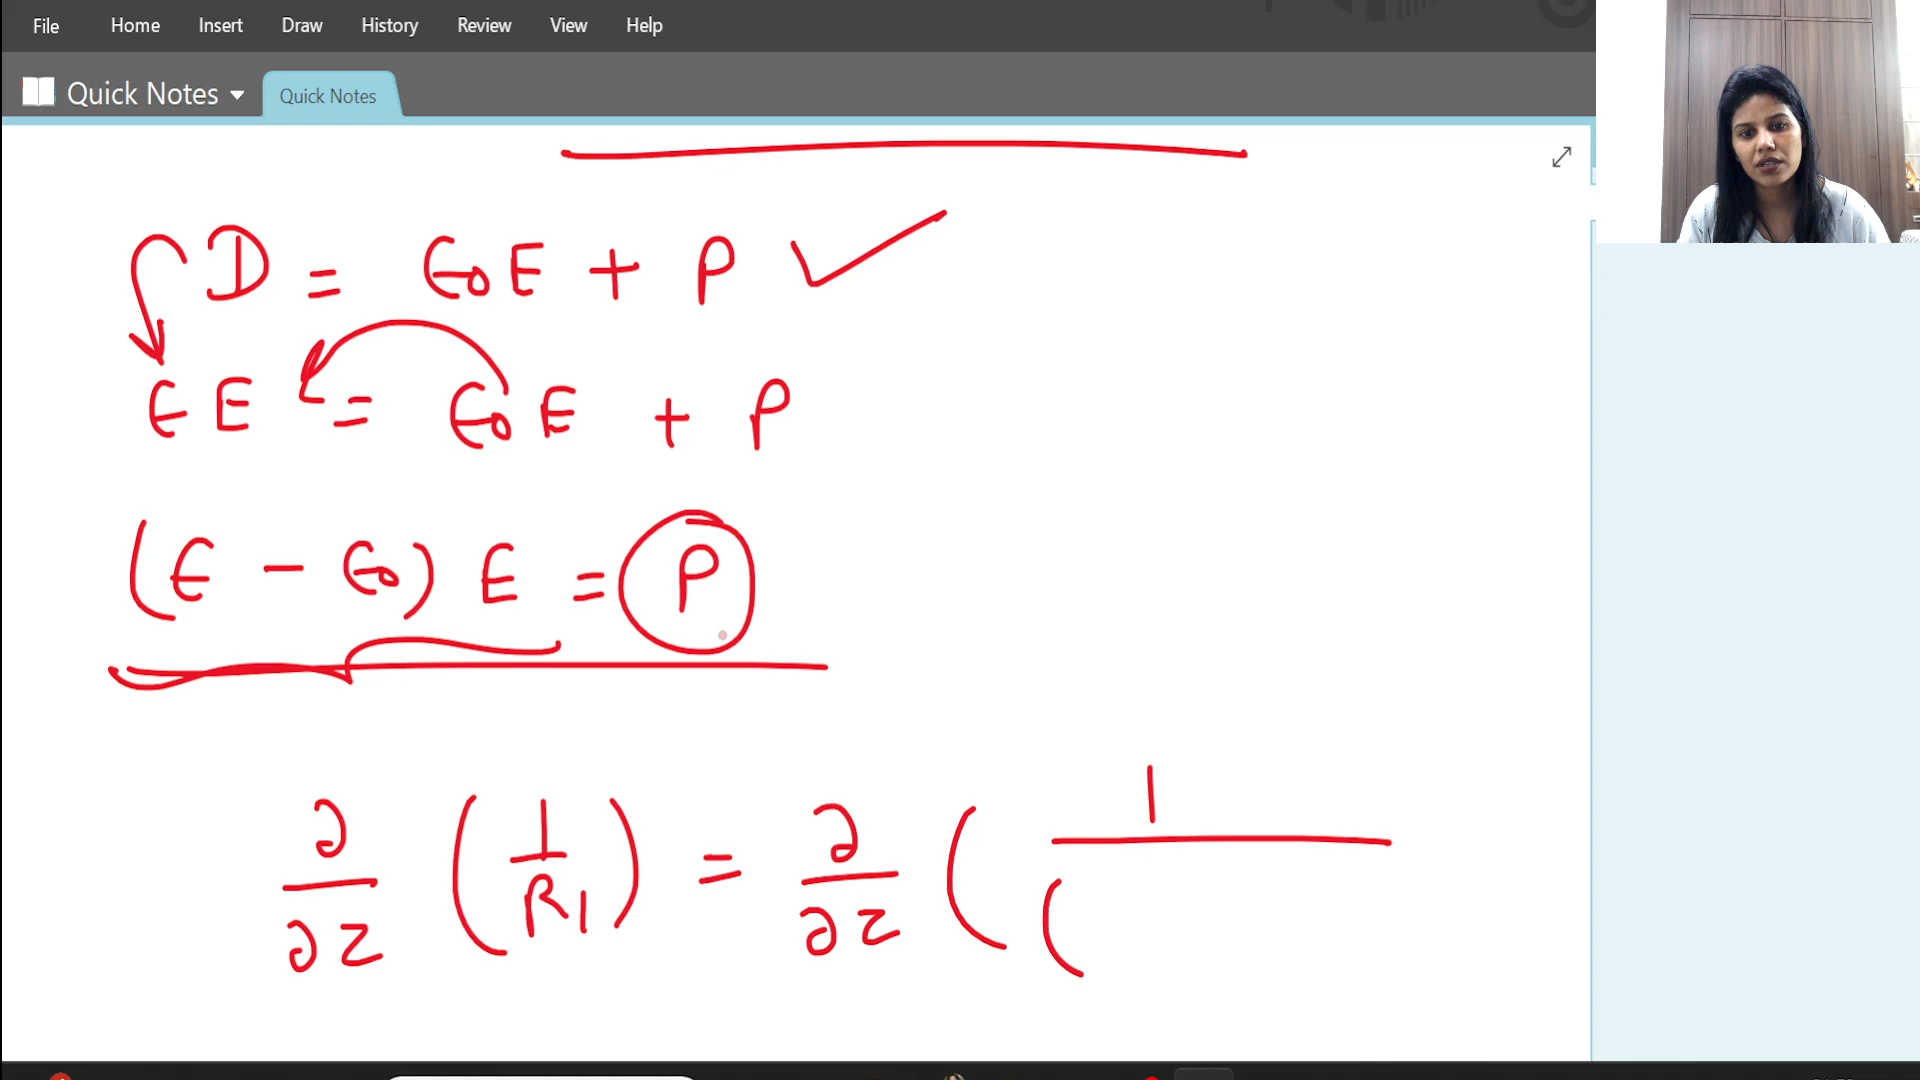 File Home Insert Draw History Review View Help
Quick Notes Quick Notes
D = ϵ₀E + P ✓
ϵE = ϵ₀E + P
(ϵ - ϵ₀) E = P
∂/∂z (1/R₁) = ∂/∂z ( 1/(